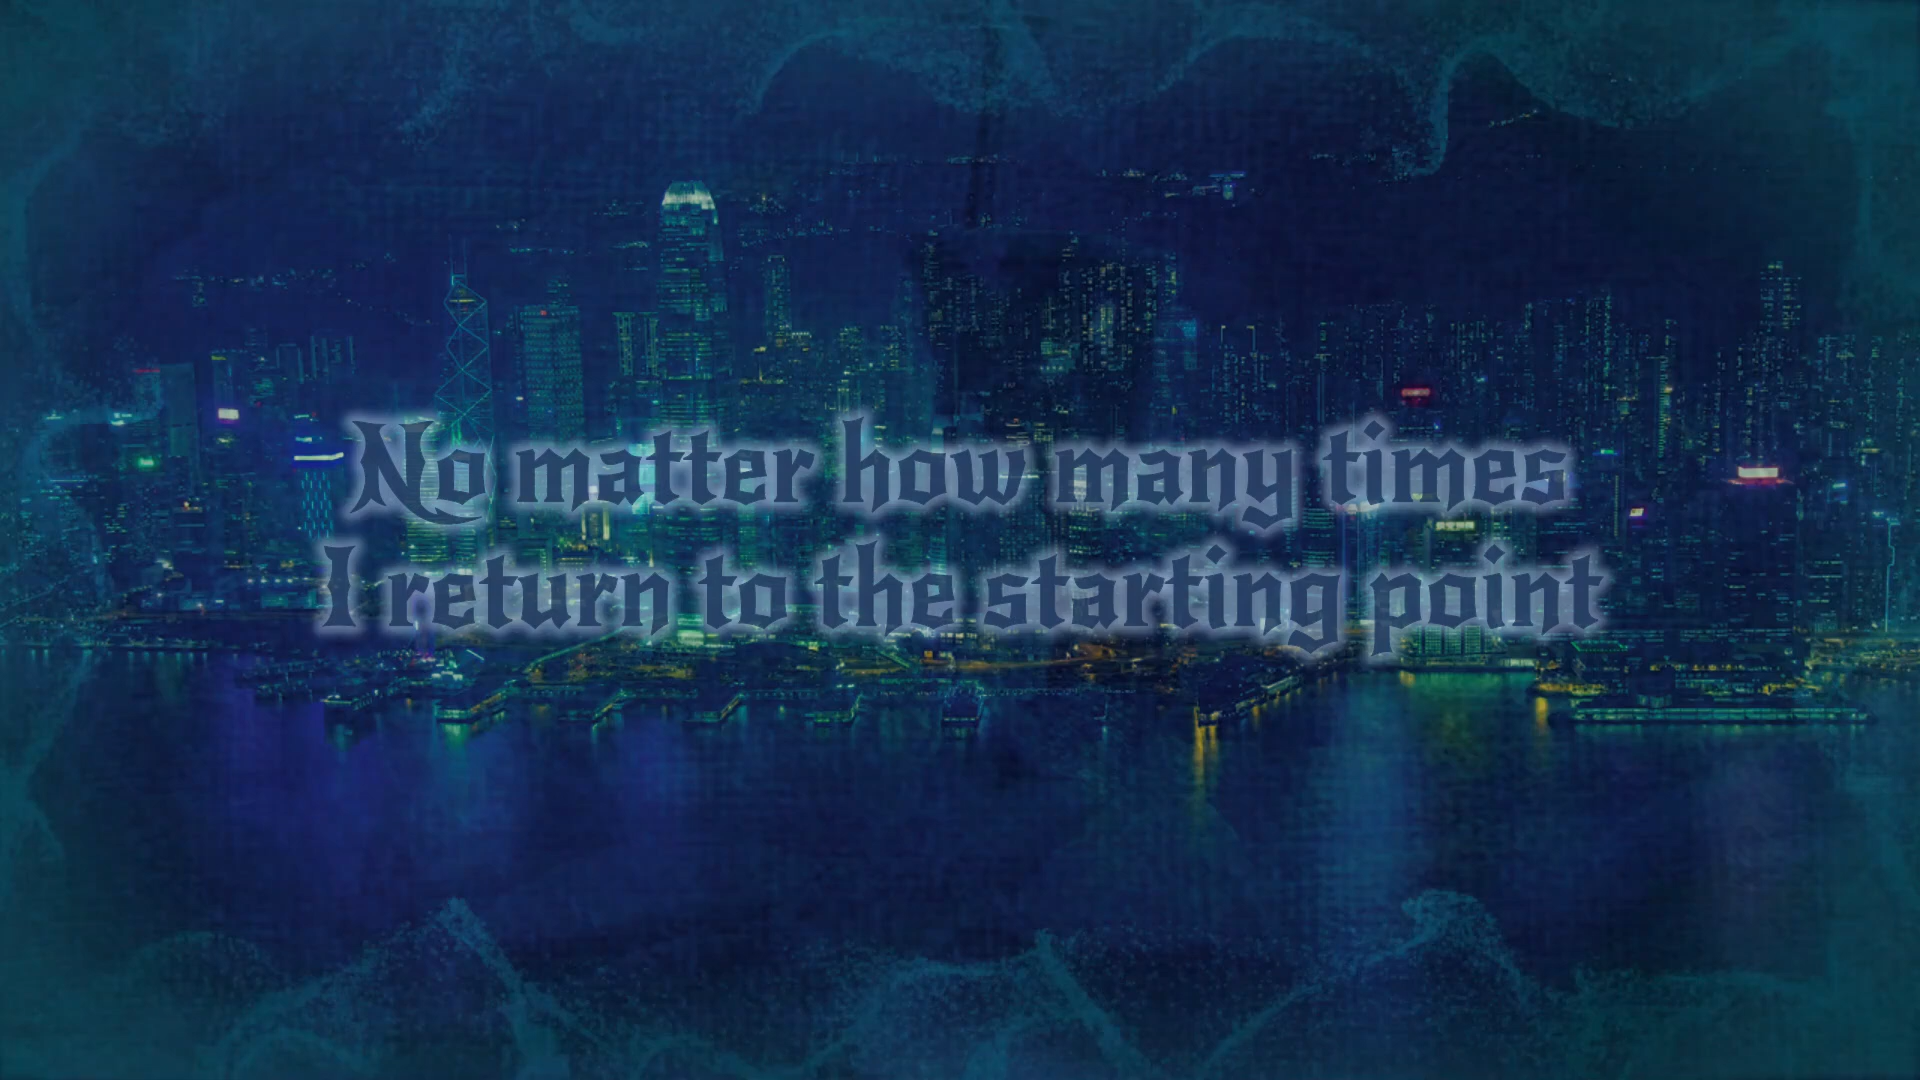 No matter how many times
I return to the starting point